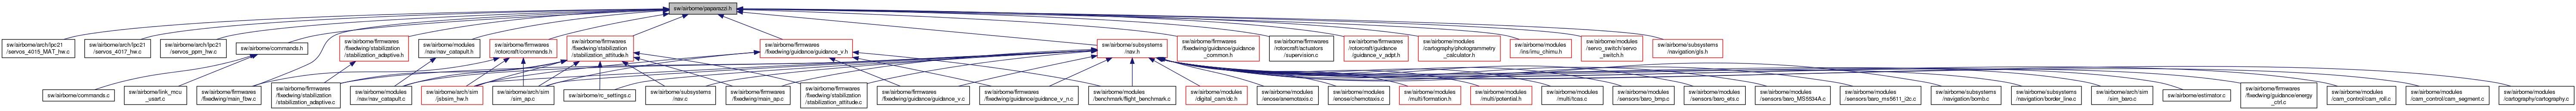 sw/airborne/paparazzi.h
sw/airborne/arch/lpc21
/servos_4015_MAT_hw.c
sw/airborne/arch/lpc21
/servos_4017_hw.c
sw/airborne/arch/lpc21
/servos_ppm_hw.c
sw/airborne/commands.h
sw/airborne/firmwares
/fixedwing/stabilization
/stabilization_adaptive.h
sw/airborne/modules
/nav/nav_catapult.h
sw/airborne/firmwares
/rotorcraft/commands.h
sw/airborne/firmwares
/fixedwing/stabilization
/stabilization_attitude.h
sw/airborne/firmwares
/fixedwing/guidance/guidance_v.h
sw/airborne/subsystems
/nav.h
sw/airborne/firmwares
/fixedwing/guidance/guidance
_common.h
sw/airborne/firmwares
/rotorcraft/actuators
/supervision.c
sw/airborne/firmwares
/rotorcraft/guidance
/guidance_v_adpt.h
sw/airborne/modules
/cartography/photogrammetry
_calculator.h
sw/airborne/modules
/ins/imu_chimu.h
sw/airborne/modules
/servo_switch/servo
_switch.h
sw/airborne/subsystems
/navigation/gls.h
sw/airborne/commands.c
sw/airborne/link_mcu
_usart.c
sw/airborne/firmwares
/fixedwing/main_fbw.c
sw/airborne/firmwares
/fixedwing/stabilization
/stabilization_adaptive.c
sw/airborne/modules
/nav/nav_catapult.c
sw/airborne/arch/sim
/jsbsim_hw.h
sw/airborne/arch/sim
/sim_ap.c
sw/airborne/rc_settings.c
sw/airborne/subsystems
/nav.c
sw/airborne/firmwares
/fixedwing/main_ap.c
sw/airborne/firmwares
/fixedwing/stabilization
/stabilization_attitude.c
sw/airborne/firmwares
/fixedwing/guidance/guidance_v.c
sw/airborne/firmwares
/fixedwing/guidance/guidance_v_n.c
sw/airborne/modules
/benchmark/flight_benchmark.c
sw/airborne/modules
/digital_cam/dc.h
sw/airborne/modules
/enose/anemotaxis.c
sw/airborne/modules
/enose/chemotaxis.c
sw/airborne/modules
/multi/formation.h
sw/airborne/modules
/multi/potential.h
sw/airborne/modules
/multi/tcas.c
sw/airborne/modules
/sensors/baro_bmp.c
sw/airborne/modules
/sensors/baro_ets.c
sw/airborne/modules
/sensors/baro_MS5534A.c
sw/airborne/modules
/sensors/baro_ms5611_i2c.c
sw/airborne/subsystems
/navigation/bomb.c
sw/airborne/subsystems
/navigation/border_line.c
sw/airborne/arch/sim
/sim_baro.c
sw/airborne/estimator.c
sw/airborne/firmwares
/fixedwing/guidance/energy
_ctrl.c
sw/airborne/modules
/cam_control/cam_roll.c
sw/airborne/modules
/cam_control/cam_segment.c
sw/airborne/modules
/cartography/cartography.c